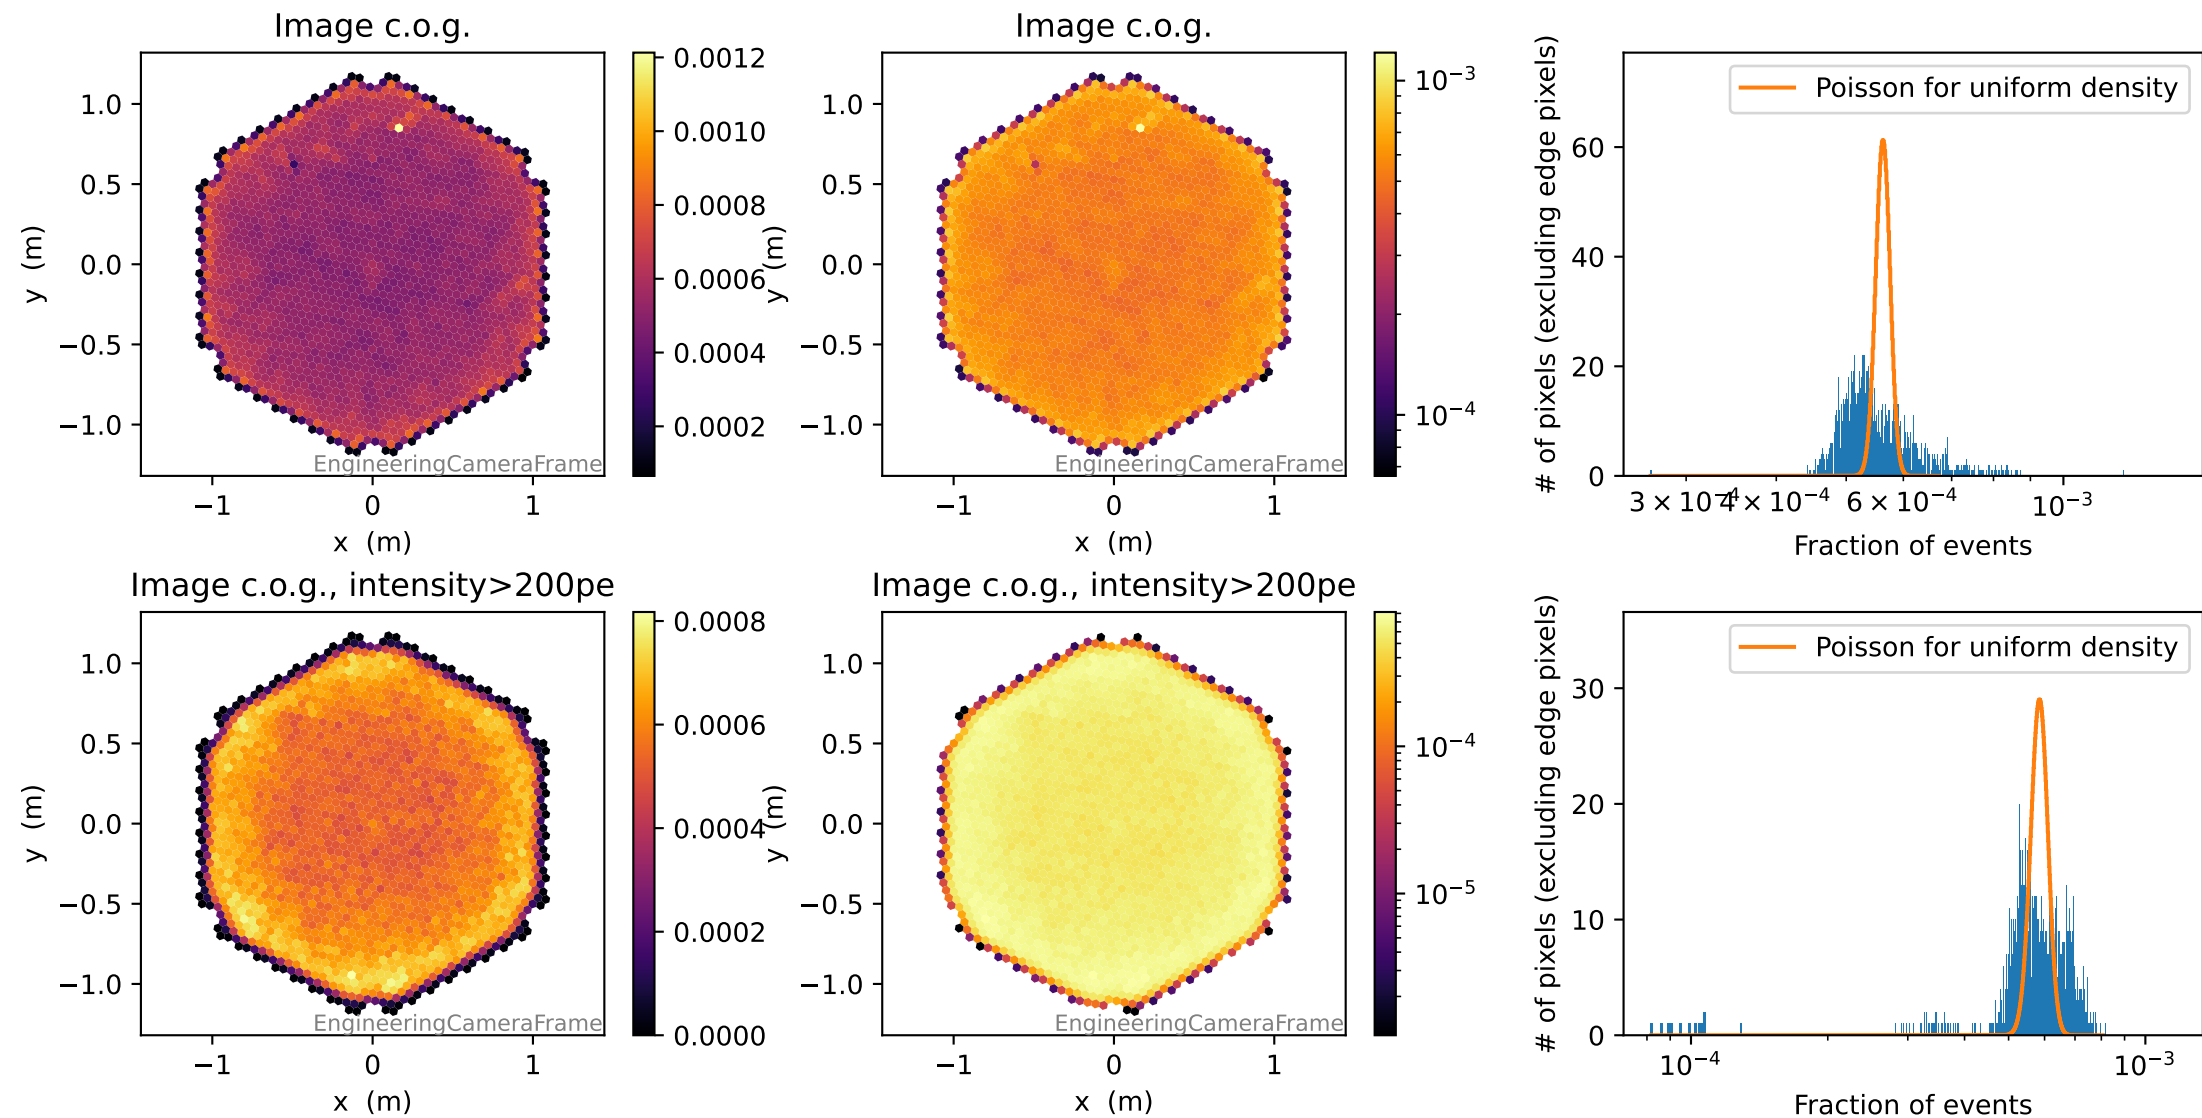 Image c.o.g.
1.0
0.5
0.0
−0.5
−1.0
y (m)
−1
0
1
x (m)
EngineeringCameraFrame
0.0012
0.0010
0.0008
0.0006
0.0004
0.0002
Image c.o.g.
1.0
0.5
0.0
−0.5
−1.0
y (m)
−1
0
1
x (m)
EngineeringCameraFrame
10⁻³
10⁻⁴
# of pixels (excluding edge pixels)
60
40
20
0
Poisson for uniform density
3 × 10⁻⁴
4 × 10⁻⁴
6 × 10⁻⁴
10⁻³
Fraction of events
Image c.o.g., intensity>200pe
1.0
0.5
0.0
−0.5
−1.0
y (m)
−1
0
1
x (m)
EngineeringCameraFrame
0.0008
0.0006
0.0004
0.0002
0.0000
Image c.o.g., intensity>200pe
1.0
0.5
0.0
−0.5
−1.0
y (m)
−1
0
1
x (m)
EngineeringCameraFrame
10⁻⁴
10⁻⁵
# of pixels (excluding edge pixels)
30
20
10
0
Poisson for uniform density
10⁻⁴
10⁻³
Fraction of events